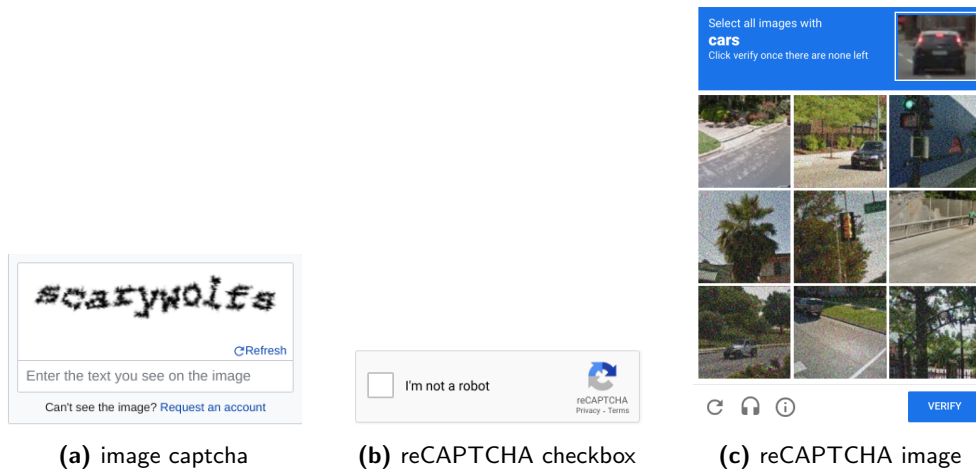 scarywolfs
Refresh
Enter the text you see on the image
Can't see the image? Request an account
(a) image captcha
I'm not a robot
reCAPTCHA
Privacy - Terms
(b) reCAPTCHA checkbox
Select all images with
cars
Click verify once there are none left
VERIFY
(c) reCAPTCHA image